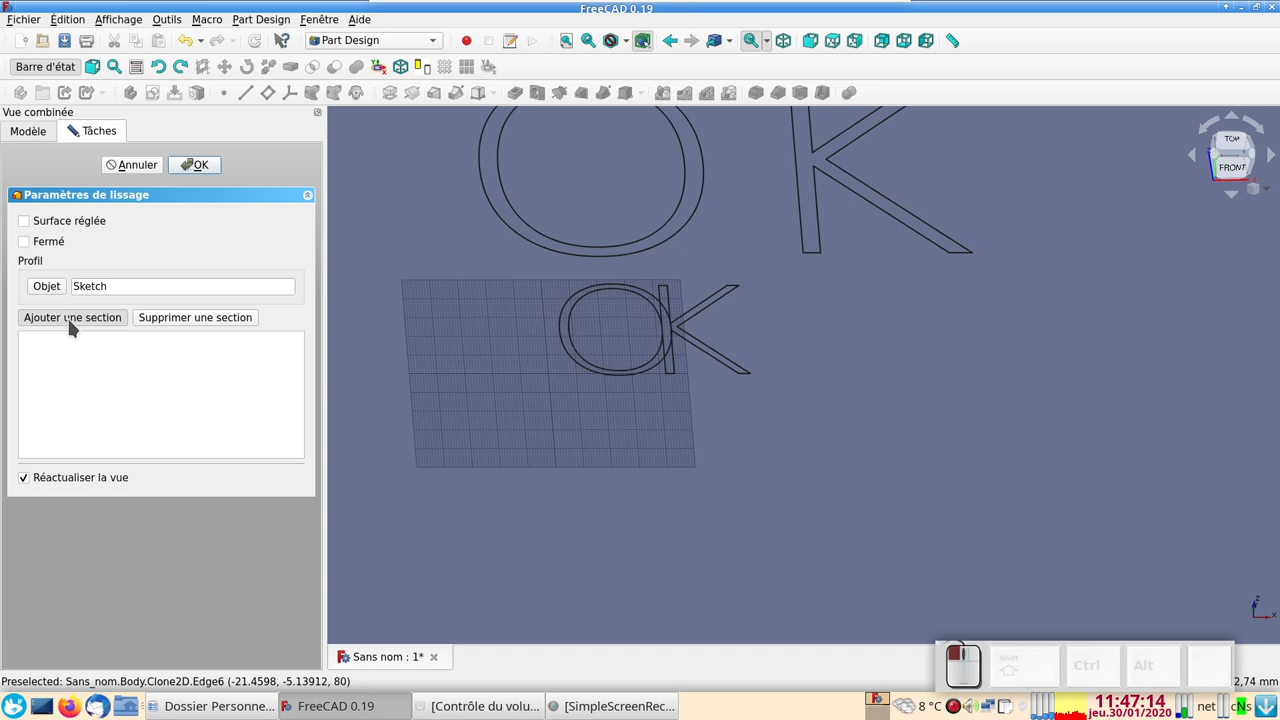 FreeCAD 0.19
Fichier Édition Affichage Outils Macro Part Design Fenêtre Aide
Part Design
Barre d'état
Vue combinée
Modèle Tâches
Annuler OK
Paramètres de lissage
Surface réglée
Fermé
Profil
Objet Sketch
Ajouter une section Supprimer une section
Réactualiser la vue
OK
OK
TOP
FRONT
z
x
Sans nom : 1*
Shift Ctrl Alt
Preselected: Sans_nom.Body.Clone2D.Edge6 (-21.4598, -5.13912, 80)
2,74 mm
Dossier Personne... FreeCAD 0.19 [Contrôle du volu... [SimpleScreenRec...
8 °C
11:47:14
jeu.30/01/2020
net
cNs